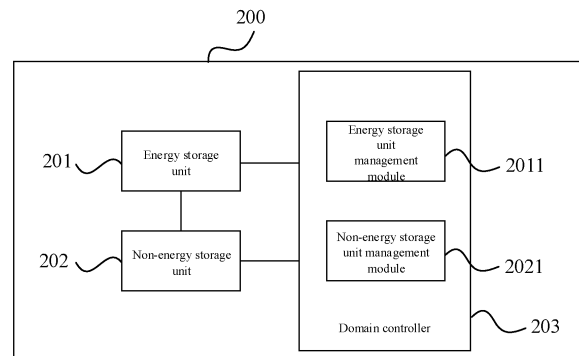 200
Energy storage
unit
management
module
201
Energy storage
unit
2011
Non-energy storage
unit management
module
202
Non-energy storage
unit
2021
Domain controller
203